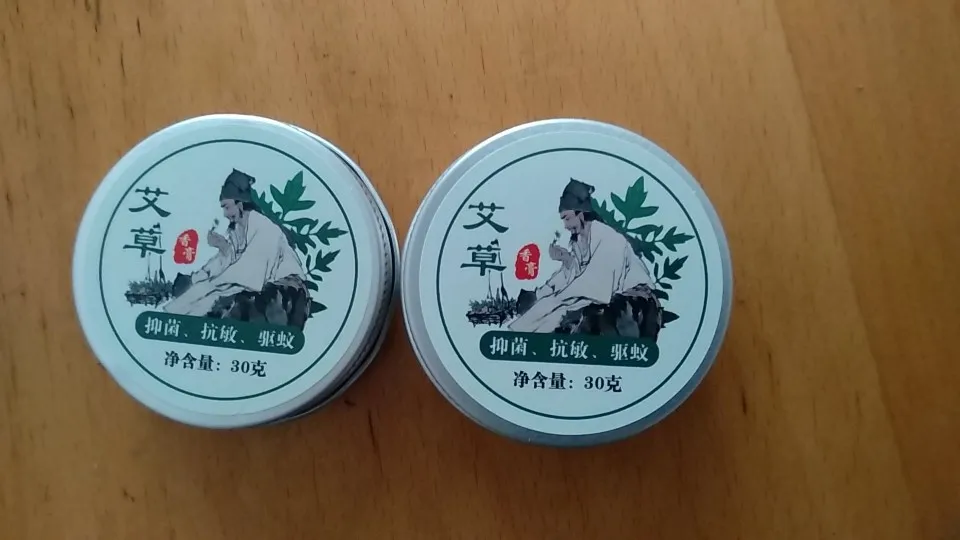 艾草
香膏
抑菌、抗敏、驱蚊
净含量：30克
艾草
香膏
抑菌、抗敏、驱蚊
净含量：30克